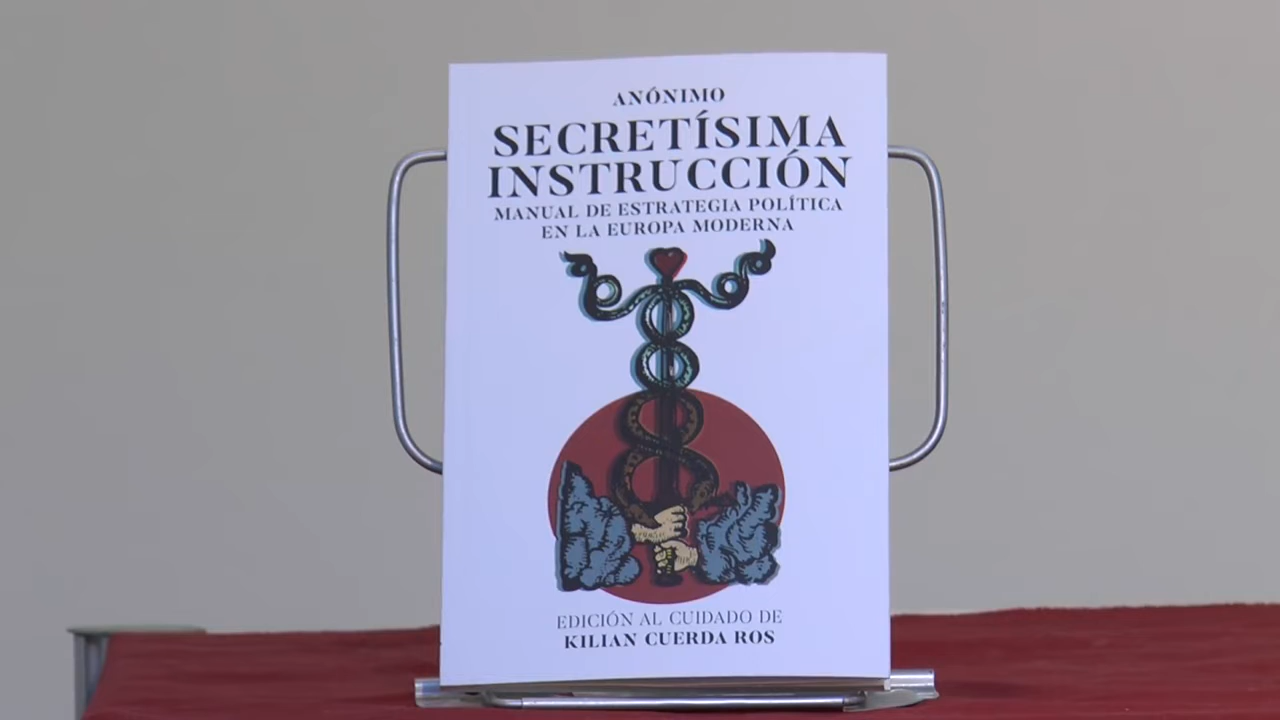 ANÓNIMO
SECRETÍSIMA
INSTRUCCIÓN
MANUAL DE ESTRATEGIA POLÍTICA
EN LA EUROPA MODERNA
EDICIÓN AL CUIDADO DE
KILIAN CUERDA ROS